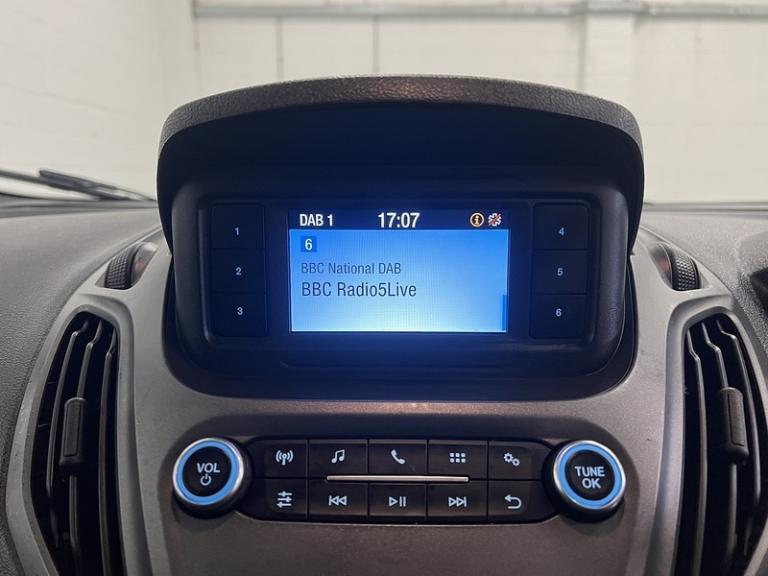 DAB 1 17:07
6
BBC National DAB
BBC Radio5Live
1
2
3
4
5
6
VOL
TUNE
OK